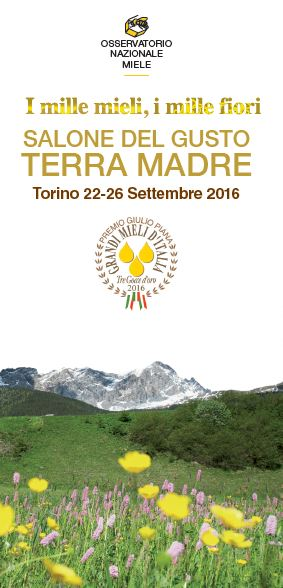 OSSERVATORIO
NAZIONALE
MIELE
I mille mieli, i mille fiori
SALONE DEL GUSTO
TERRA MADRE
Torino 22-26 Settembre 2016
PREMIO GIULIO PIANA
GRANDI MIELI D'ITALIA
Tre Gocce d'oro
2016